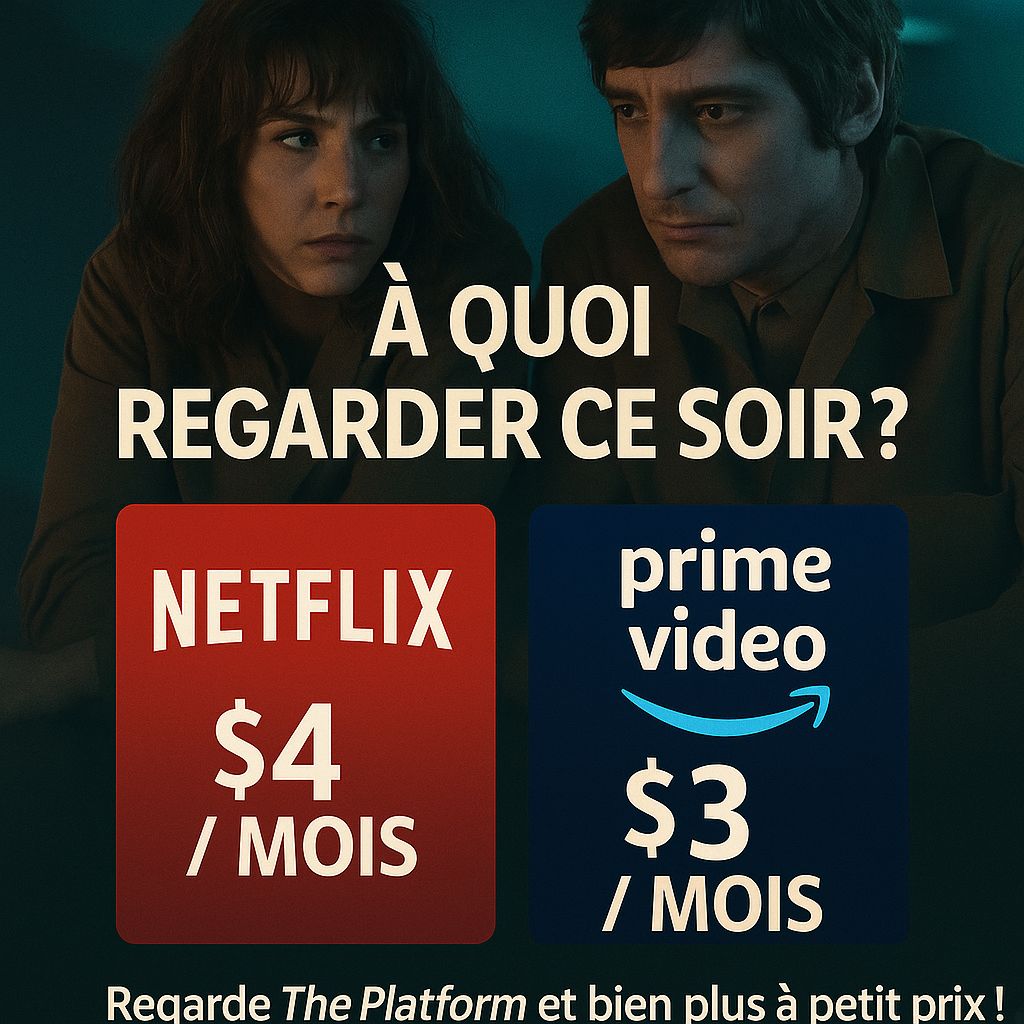 À QUOI
REGARDER CE SOIR?
NETFLIX
$4
/ MOIS
prime
video
$3
/ MOIS
Regarde The Platform et bien plus à petit prix !